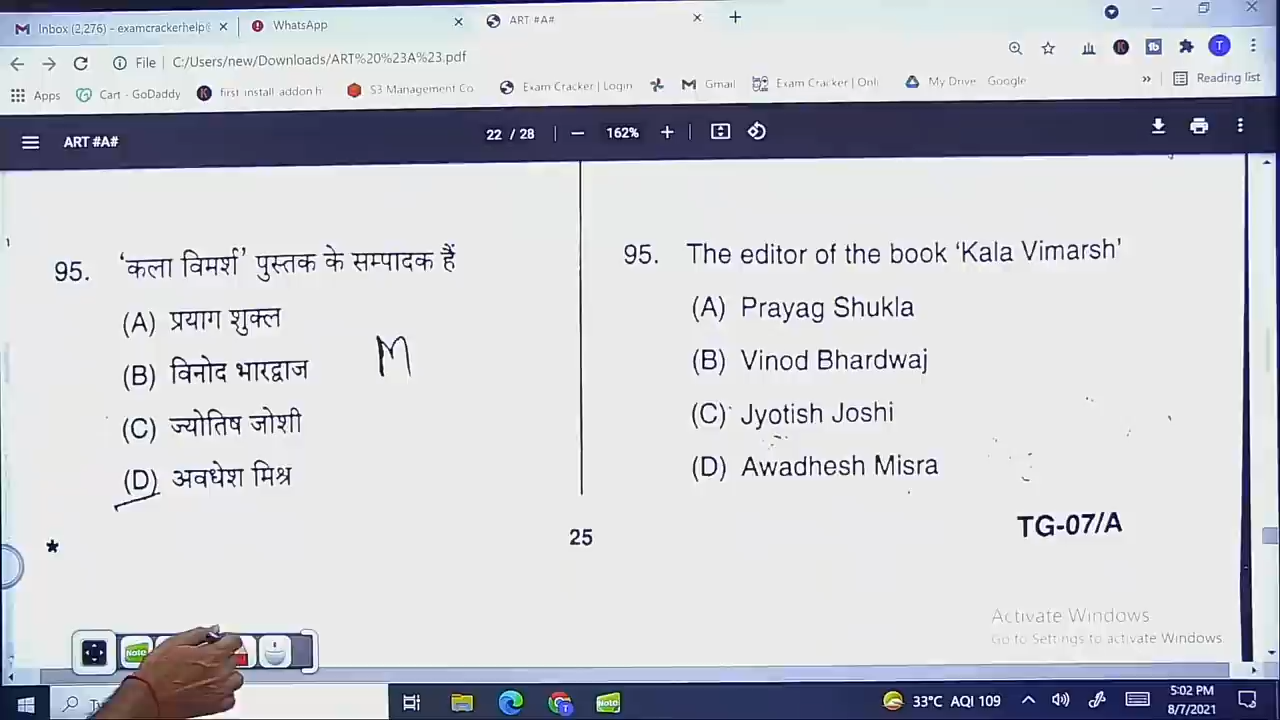 Inbox (2,276) - examcrackerhelp@
WhatsApp
ART #A#
File | C:/Users/new/Downloads/ART%20%23A%23.pdf
Apps
Cart - GoDaddy
first install addon h
S3 Management Co
Exam Cracker | Login
Gmail
Exam Cracker | Onli
My Drive - Google
Reading list
ART #A#
22 / 28
162%
95. 'कला विमर्श' पुस्तक के सम्पादक हैं
(A) प्रयाग शुक्ल
(B) विनोद भारद्वाज
M
(C) ज्योतिष जोशी
(D) अवधेश मिश्र
95. The editor of the book 'Kala Vimarsh'
(A) Prayag Shukla
(B) Vinod Bhardwaj
(C) Jyotish Joshi
(D) Awadhesh Misra
*
25
TG-07/A
Activate Windows
Go to Settings to activate Windows.
Note
Note
33°C AQI 109
5:02 PM
8/7/2021